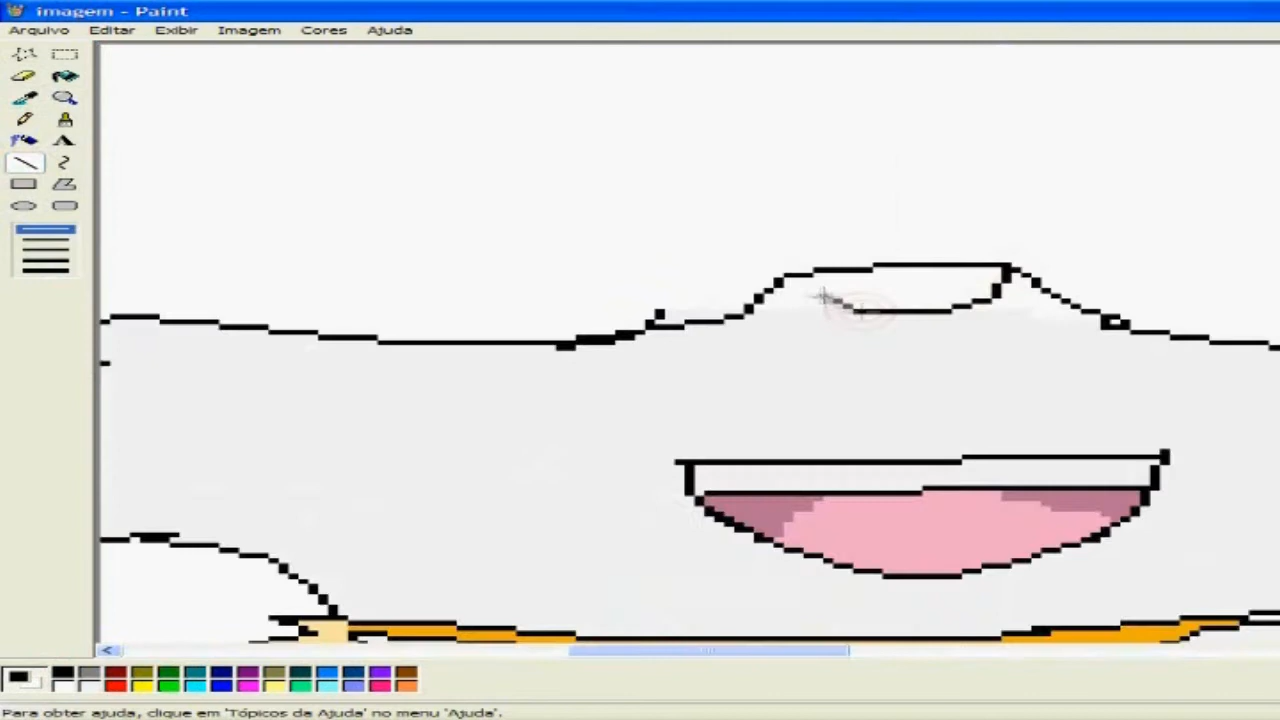 imagem - Paint
Arquivo Editar Exibir Imagem Cores Ajuda
Para obter ajuda, clique em 'Tópicos da Ajuda' no menu 'Ajuda'.